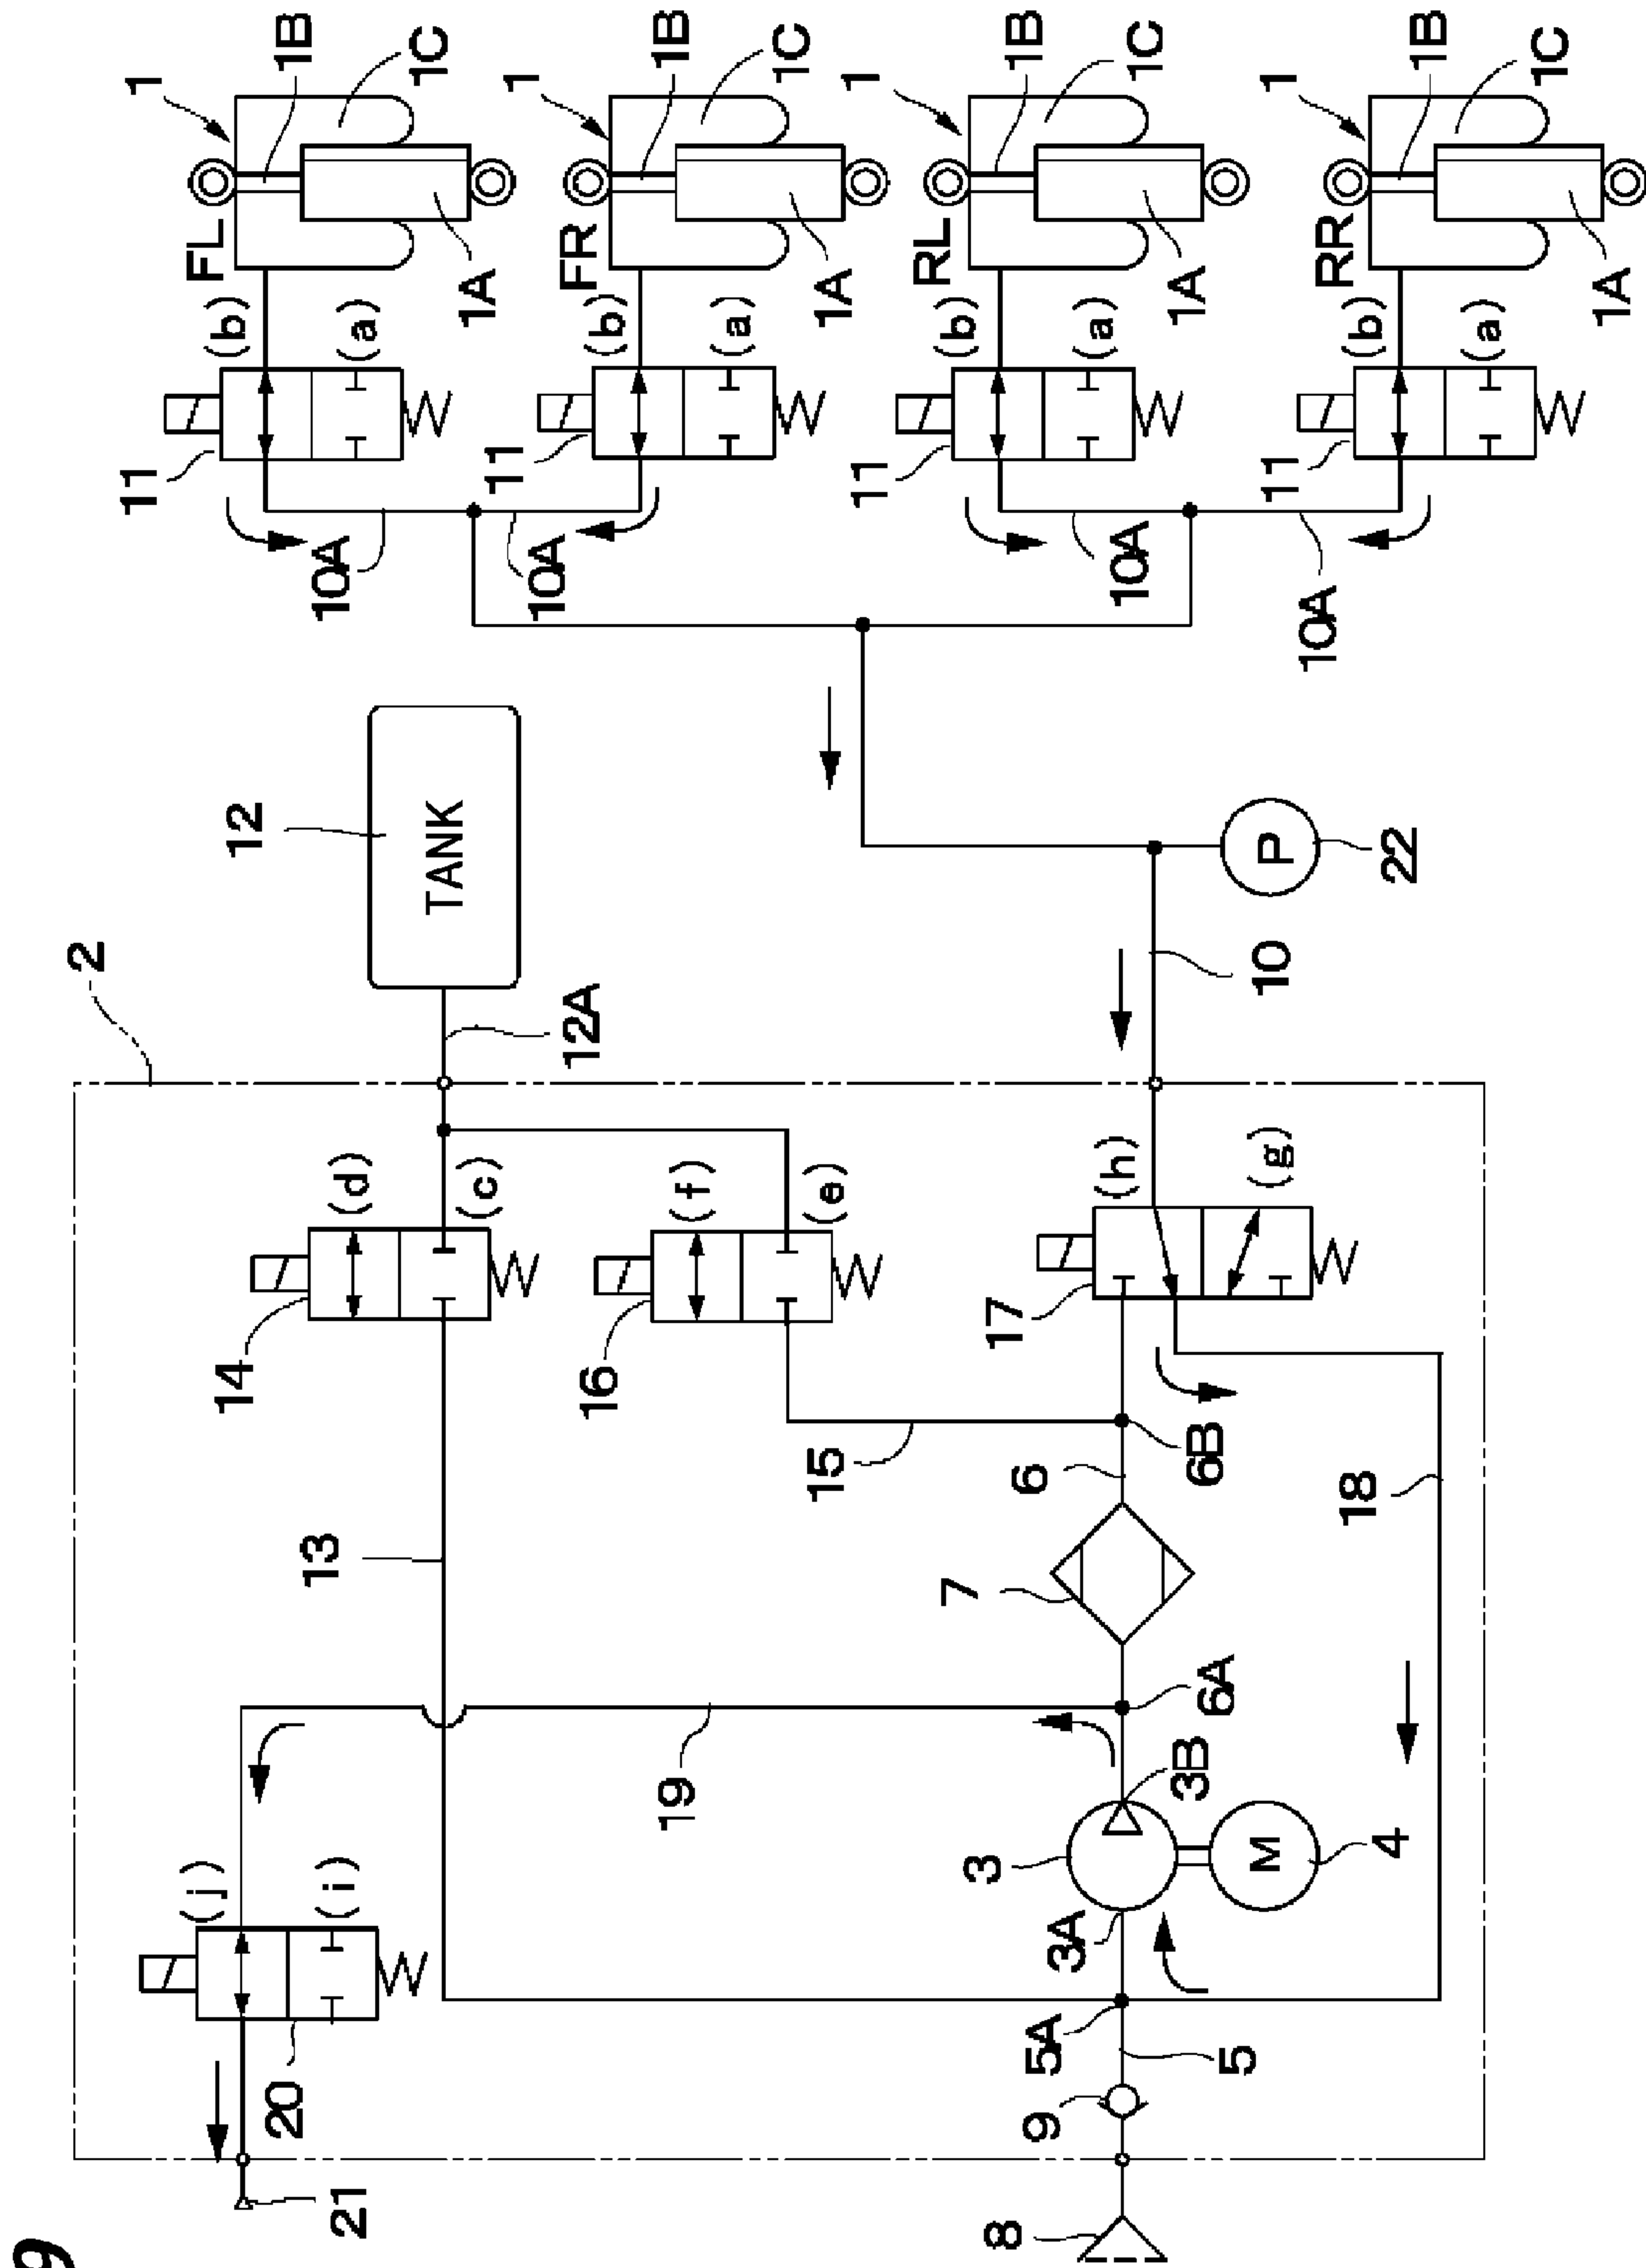 1
1B
1C
FL
1A
(b)
(a)
11
10A
1
1B
1C
FR
1A
(b)
(a)
11
10A
1
1B
1C
RL
1A
(b)
(a)
11
10A
1
1B
1C
RR
1A
(b)
(a)
11
10A
12
TANK
12A
2
P
22
10
(d)
(c)
14
(f)
(e)
16
(h)
(g)
17
13
15
6
6B
18
7
19
6A
3B
3
M
4
3A
(j)
(i)
20
5A
5
9
21
8
9